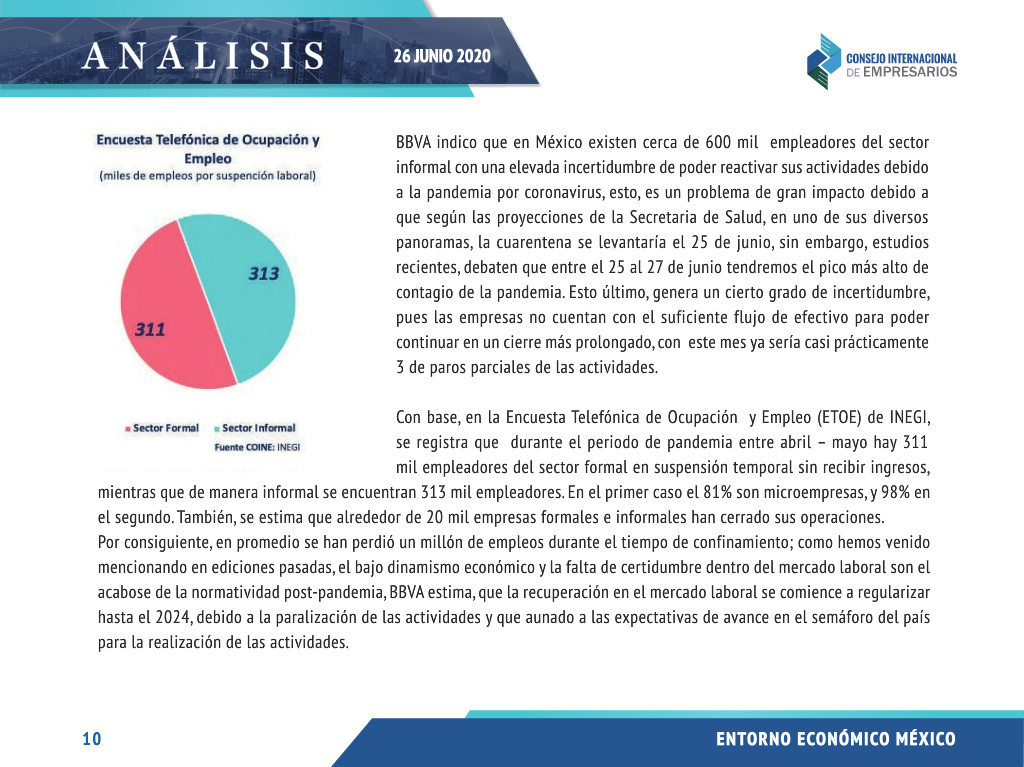 ANÁLISIS
26 JUNIO 2020
CONSEJO INTERNACIONAL
DE EMPRESARIOS
Encuesta Telefónica de Ocupación y
Empleo
(miles de empleos por suspención laboral)
313
311
Sector Formal Sector Informal
Fuente COINE: INEGI
BBVA indico que en México existen cerca de 600 mil empleadores del sector
informal con una elevada incertidumbre de poder reactivar sus actividades debido
a la pandemia por coronavirus, esto, es un problema de gran impacto debido a
que según las proyecciones de la Secretaria de Salud, en uno de sus diversos
panoramas, la cuarentena se levantaría el 25 de junio, sin embargo, estudios
recientes, debaten que entre el 25 al 27 de junio tendremos el pico más alto de
contagio de la pandemia. Esto último, genera un cierto grado de incertidumbre,
pues las empresas no cuentan con el suficiente flujo de efectivo para poder
continuar en un cierre más prolongado, con este mes ya sería casi prácticamente
3 de paros parciales de las actividades.
Con base, en la Encuesta Telefónica de Ocupación y Empleo (ETOE) de INEGI,
se registra que durante el periodo de pandemia entre abril – mayo hay 311
mil empleadores del sector formal en suspensión temporal sin recibir ingresos,
mientras que de manera informal se encuentran 313 mil empleadores. En el primer caso el 81% son microempresas, y 98% en
el segundo. También, se estima que alrededor de 20 mil empresas formales e informales han cerrado sus operaciones.
Por consiguiente, en promedio se han perdió un millón de empleos durante el tiempo de confinamiento; como hemos venido
mencionando en ediciones pasadas, el bajo dinamismo económico y la falta de certidumbre dentro del mercado laboral son el
acabose de la normatividad post-pandemia, BBVA estima, que la recuperación en el mercado laboral se comience a regularizar
hasta el 2024, debido a la paralización de las actividades y que aunado a las expectativas de avance en el semáforo del país
para la realización de las actividades.
10
ENTORNO ECONÓMICO MÉXICO